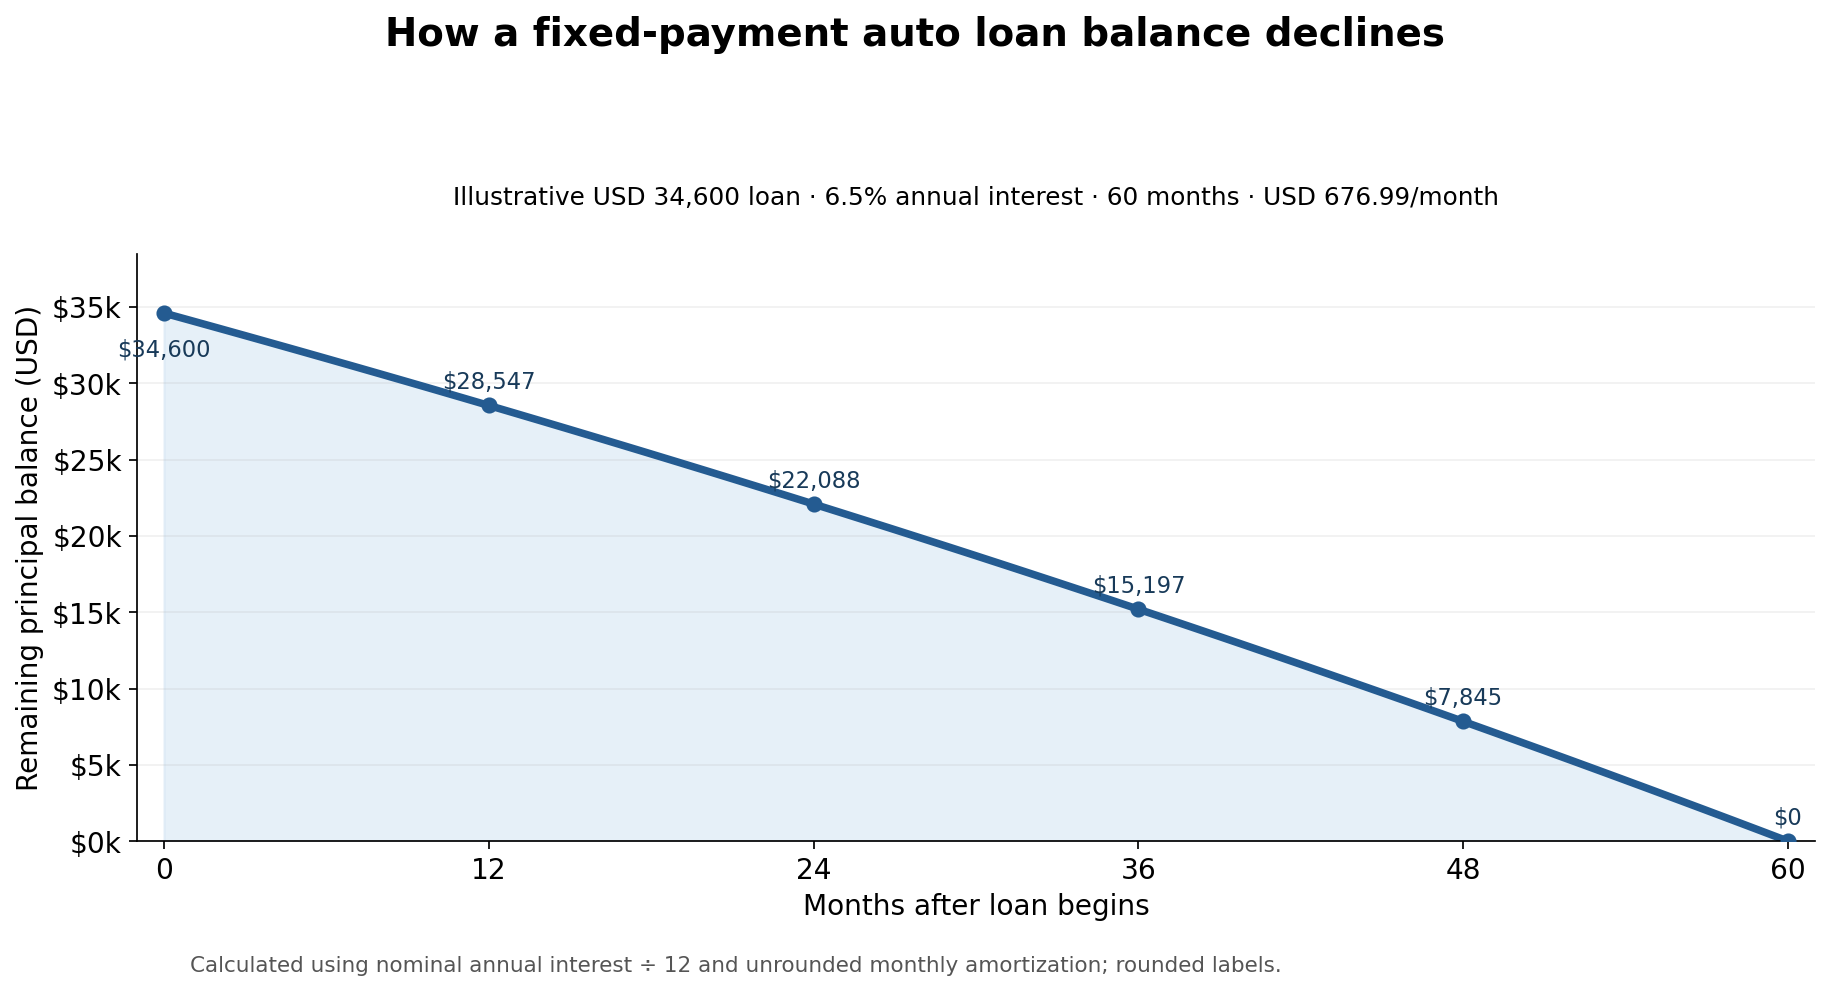 How a fixed-payment auto loan balance declines
Illustrative USD 34,600 loan · 6.5% annual interest · 60 months · USD 676.99/month
Remaining principal balance (USD)
$35k
$30k
$25k
$20k
$15k
$10k
$5k
$0k
$34,600
$28,547
$22,088
$15,197
$7,845
$0
0
12
24
36
48
60
Months after loan begins
Calculated using nominal annual interest ÷ 12 and unrounded monthly amortization; rounded labels.